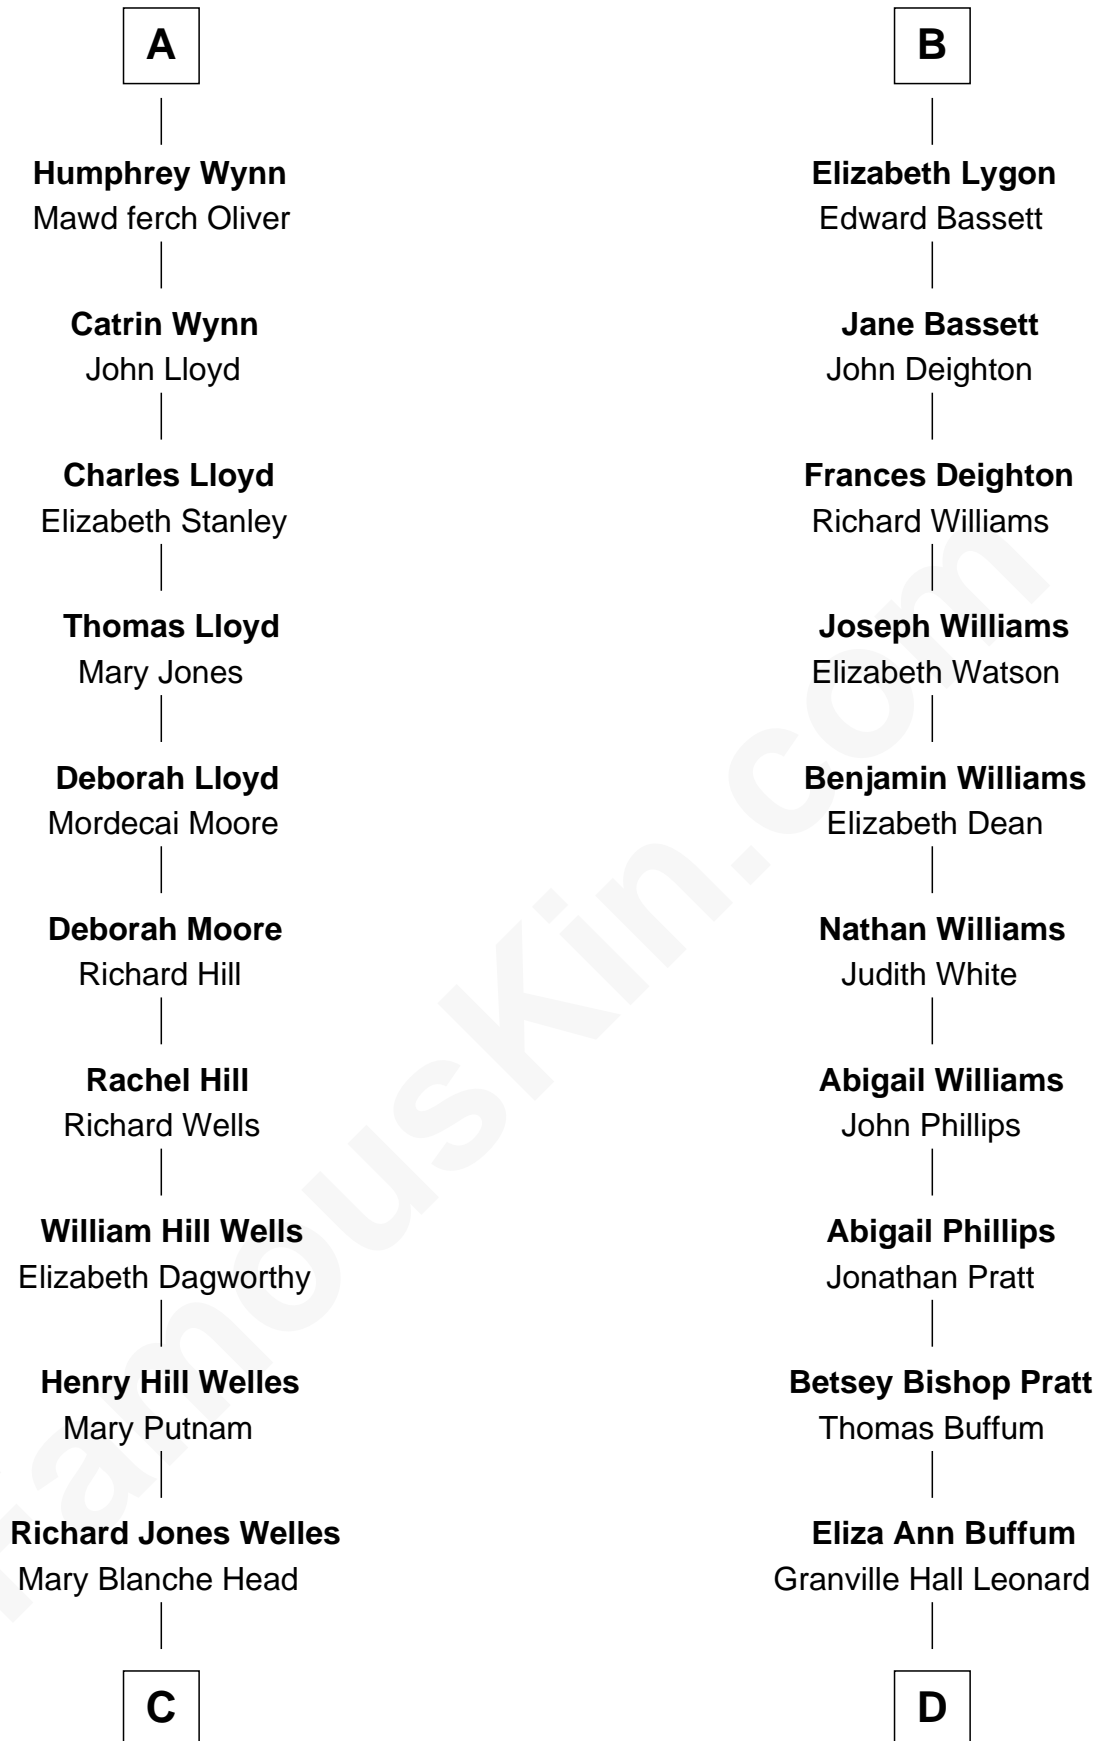 A
Humphrey Wynn
Mawd ferch Oliver
Catrin Wynn
John Lloyd
Charles Lloyd
Elizabeth Stanley
Thomas Lloyd
Mary Jones
Deborah Lloyd
Mordecai Moore
Deborah Moore
Richard Hill
Rachel Hill
Richard Wells
William Hill Wells
Elizabeth Dagworthy
Henry Hill Welles
Mary Putnam
Richard Jones Welles
Mary Blanche Head
C
B
Elizabeth Lygon
Edward Bassett
Jane Bassett
John Deighton
Frances Deighton
Richard Williams
Joseph Williams
Elizabeth Watson
Benjamin Williams
Elizabeth Dean
Nathan Williams
Judith White
Abigail Williams
John Phillips
Abigail Phillips
Jonathan Pratt
Betsey Bishop Pratt
Thomas Buffum
Eliza Ann Buffum
Granville Hall Leonard
D
FamousKin.com